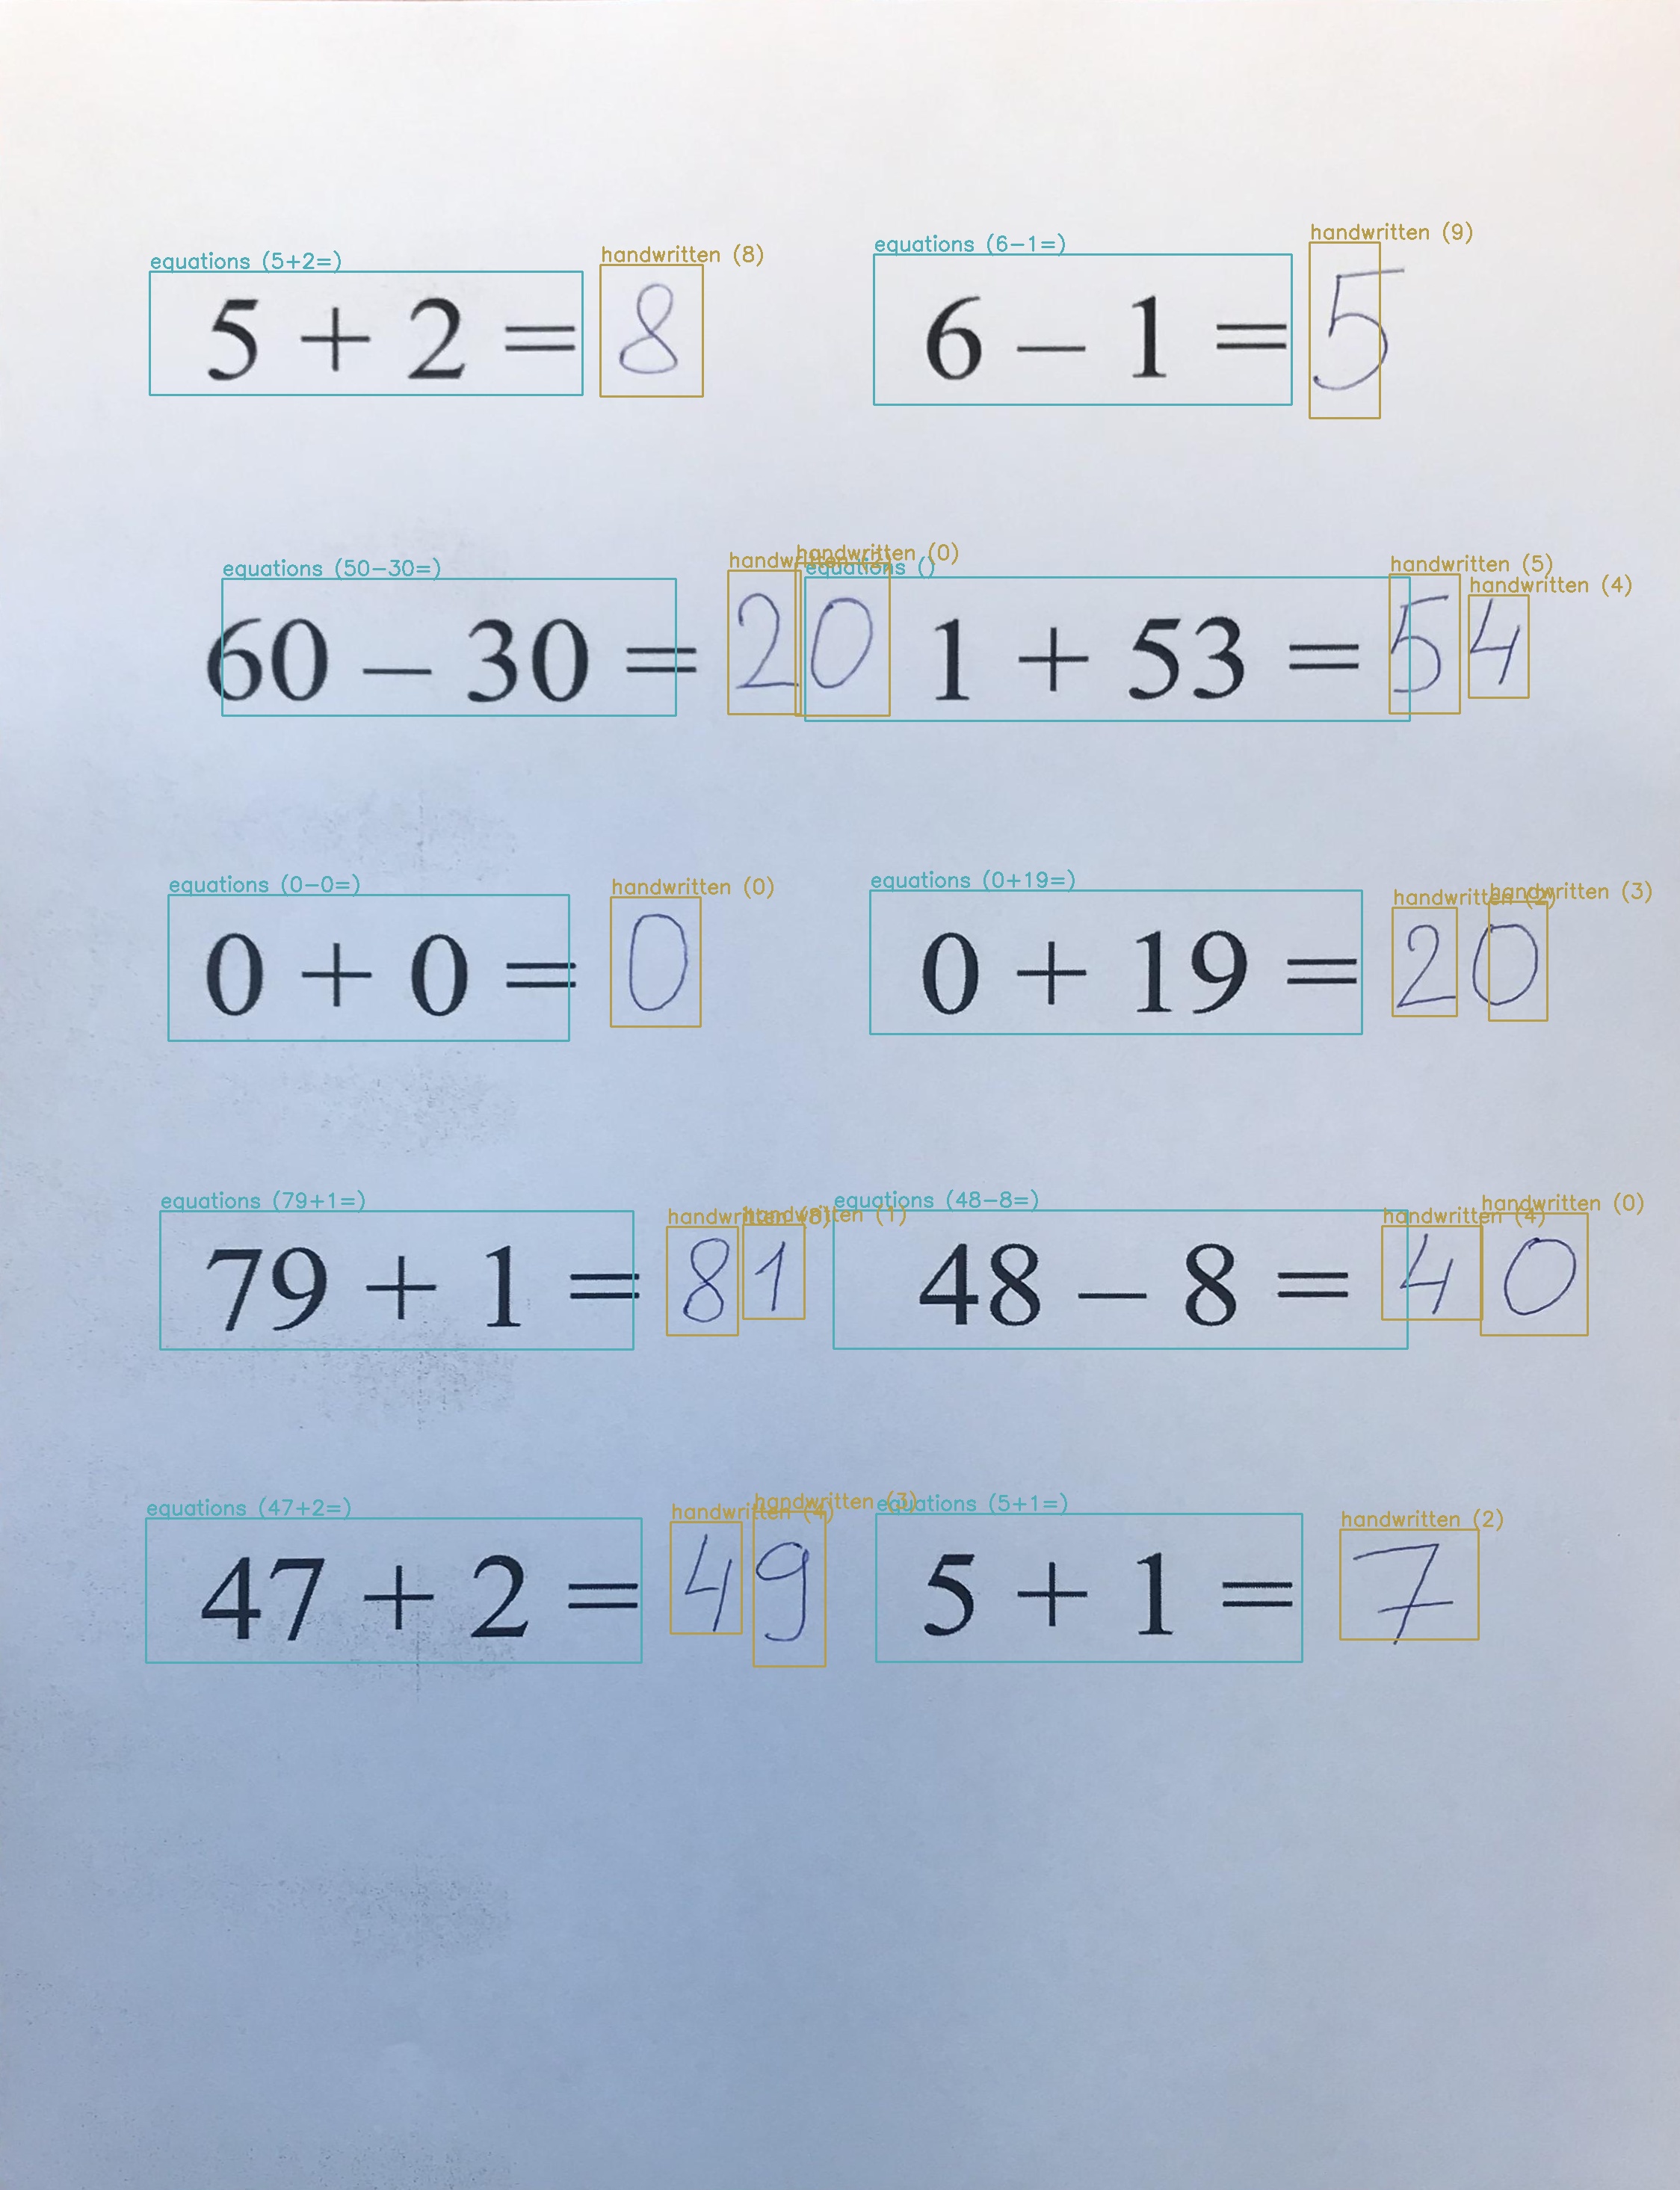 equations (5+2=) handwritten (8) equations (6-1=) handwritten (9)
5 + 2 = 8 6 – 1 = 5
equations (50-30=) handwritten (2) handwritten (0) equations () handwritten (5) handwritten (4)
60 – 30 = 20 1 + 53 = 54
equations (0-0=) handwritten (0) equations (0+19=) handwritten (2) handwritten (3)
0 + 0 = 0 0 + 19 = 20
equations (79+1=) handwritten (8) handwritten (1) equations (48-8=) handwritten (4) handwritten (0)
79 + 1 = 81 48 – 8 = 40
equations (47+2=) handwritten (4) handwritten (3) equations (5+1=) handwritten (2)
47 + 2 = 49 5 + 1 = 7